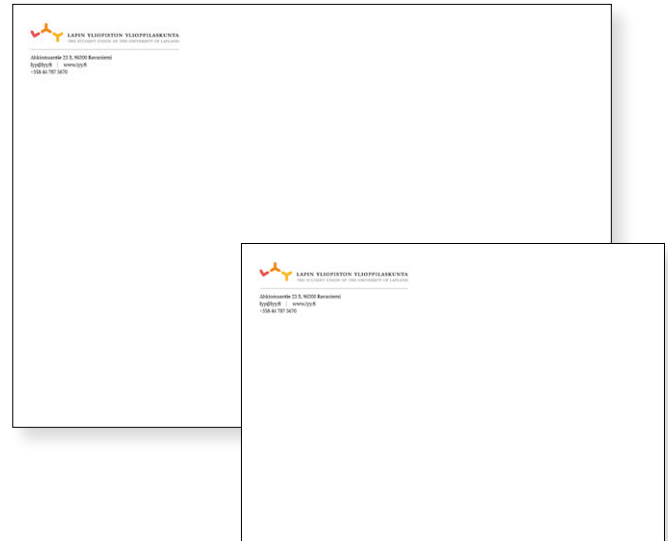 LAPIN YLIOPISTON YLIOPPILASKUNTA
THE STUDENT UNION OF THE UNIVERSITY OF LAPLAND
Ahkiomaantie 23 B, 96300 Rovaniemi
lyy@lyy.fi | www.lyy.fi
+358 44 787 5670
LAPIN YLIOPISTON YLIOPPILASKUNTA
THE STUDENT UNION OF THE UNIVERSITY OF LAPLAND
Ahkiomaantie 23 B, 96300 Rovaniemi
lyy@lyy.fi | www.lyy.fi
+358 44 787 5670